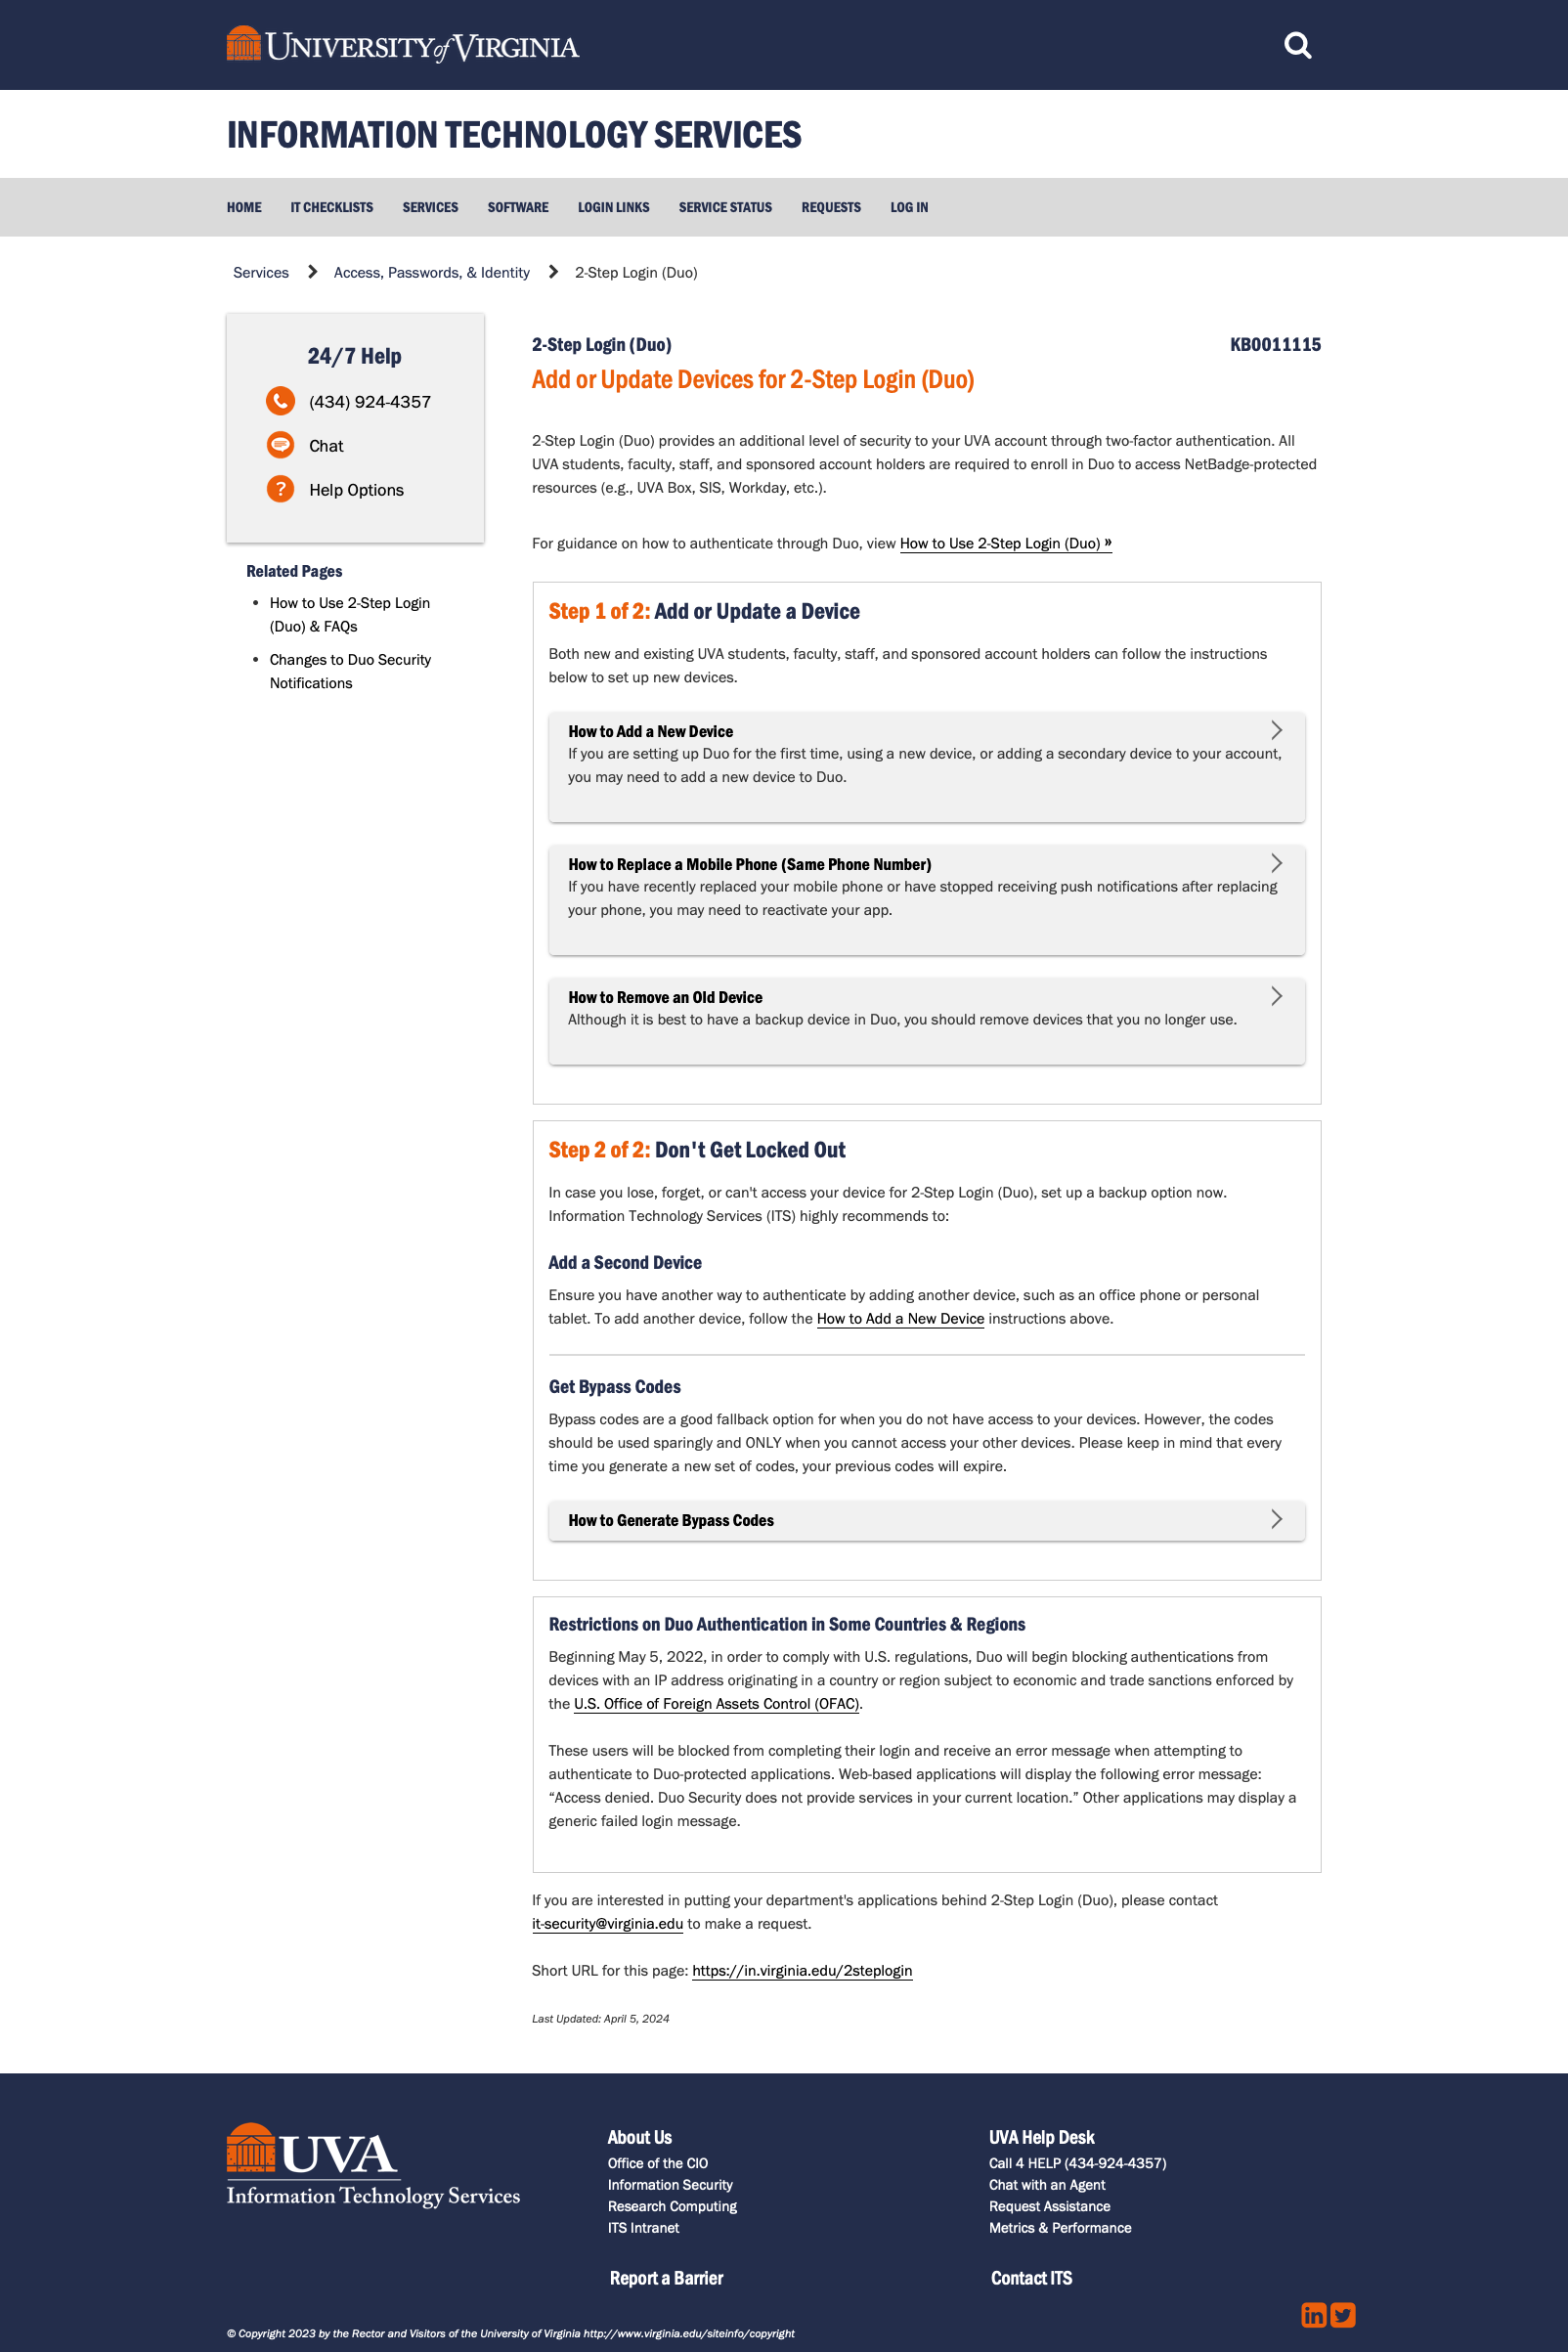 UNIVERSITY of VIRGINIA
INFORMATION TECHNOLOGY SERVICES
HOME IT CHECKLISTS SERVICES SOFTWARE LOGIN LINKS SERVICE STATUS REQUESTS LOG IN
Services Access, Passwords, & Identity 2-Step Login (Duo)
24/7 Help
(434) 924-4357
Chat
Help Options
Related Pages
• How to Use 2-Step Login
(Duo) & FAQs
• Changes to Duo Security
Notifications
2-Step Login (Duo) KB0011115
Add or Update Devices for 2-Step Login (Duo)
2-Step Login (Duo) provides an additional level of security to your UVA account through two-factor authentication. All
UVA students, faculty, staff, and sponsored account holders are required to enroll in Duo to access NetBadge-protected
resources (e.g., UVA Box, SIS, Workday, etc.).
For guidance on how to authenticate through Duo, view How to Use 2-Step Login (Duo) »
Step 1 of 2: Add or Update a Device
Both new and existing UVA students, faculty, staff, and sponsored account holders can follow the instructions
below to set up new devices.
How to Add a New Device
If you are setting up Duo for the first time, using a new device, or adding a secondary device to your account,
you may need to add a new device to Duo.
How to Replace a Mobile Phone (Same Phone Number)
If you have recently replaced your mobile phone or have stopped receiving push notifications after replacing
your phone, you may need to reactivate your app.
How to Remove an Old Device
Although it is best to have a backup device in Duo, you should remove devices that you no longer use.
Step 2 of 2: Don't Get Locked Out
In case you lose, forget, or can't access your device for 2-Step Login (Duo), set up a backup option now.
Information Technology Services (ITS) highly recommends to:
Add a Second Device
Ensure you have another way to authenticate by adding another device, such as an office phone or personal
tablet. To add another device, follow the How to Add a New Device instructions above.
Get Bypass Codes
Bypass codes are a good fallback option for when you do not have access to your devices. However, the codes
should be used sparingly and ONLY when you cannot access your other devices. Please keep in mind that every
time you generate a new set of codes, your previous codes will expire.
How to Generate Bypass Codes
Restrictions on Duo Authentication in Some Countries & Regions
Beginning May 5, 2022, in order to comply with U.S. regulations, Duo will begin blocking authentications from
devices with an IP address originating in a country or region subject to economic and trade sanctions enforced by
the U.S. Office of Foreign Assets Control (OFAC).
These users will be blocked from completing their login and receive an error message when attempting to
authenticate to Duo-protected applications. Web-based applications will display the following error message:
“Access denied. Duo Security does not provide services in your current location.” Other applications may display a
generic failed login message.
If you are interested in putting your department's applications behind 2-Step Login (Duo), please contact
it-security@virginia.edu to make a request.
Short URL for this page: https://in.virginia.edu/2steplogin
Last Updated: April 5, 2024
UVA
Information Technology Services
About Us
Office of the CIO
Information Security
Research Computing
ITS Intranet
Report a Barrier
UVA Help Desk
Call 4 HELP (434-924-4357)
Chat with an Agent
Request Assistance
Metrics & Performance
Contact ITS
© Copyright 2023 by the Rector and Visitors of the University of Virginia http://www.virginia.edu/siteinfo/copyright